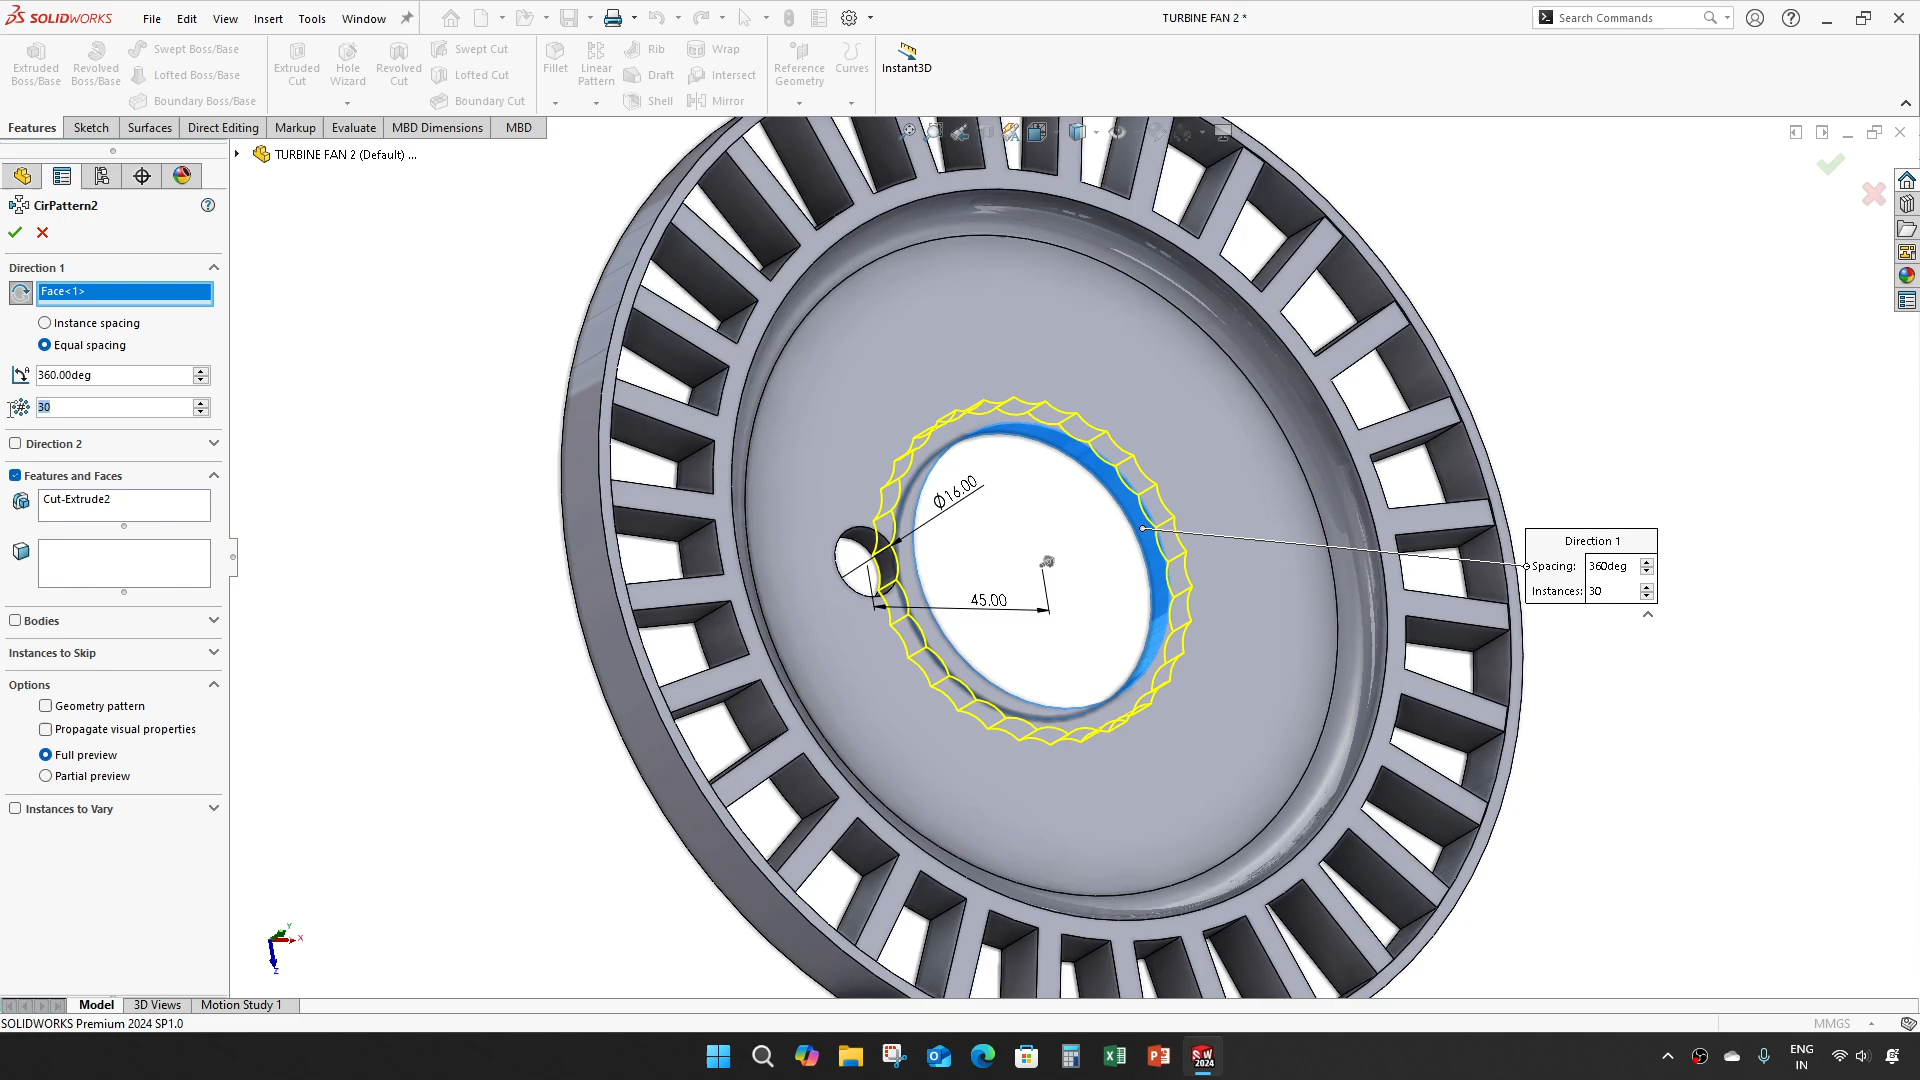 SOLIDWORKS File Edit View Insert Tools Window TURBINE FAN 2 * Search Commands
Extruded Boss/Base
Revolved Boss/Base
Swept Boss/Base
Lofted Boss/Base
Boundary Boss/Base
Extruded Cut
Hole Wizard
Revolved Cut
Swept Cut
Lofted Cut
Boundary Cut
Fillet
Linear Pattern
Rib
Draft
Shell
Wrap
Intersect
Mirror
Reference Geometry
Curves
Instant3D
Features Sketch Surfaces Direct Editing Markup Evaluate MBD Dimensions MBD
TURBINE FAN 2 (Default) ...
CirPattern2
Direction 1
Face<1>
Instance spacing
Equal spacing
360.00deg
30
Direction 2
Features and Faces
Cut-Extrude2
Bodies
Instances to Skip
Options
Geometry pattern
Propagate visual properties
Full preview
Partial preview
Instances to Vary
Ø16.00
45.00
Direction 1
Spacing: 360deg
Instances: 30
Y
X
Z
Model 3D Views Motion Study 1
SOLIDWORKS Premium 2024 SP1.0
MMGS
SW
2024
ENG
IN